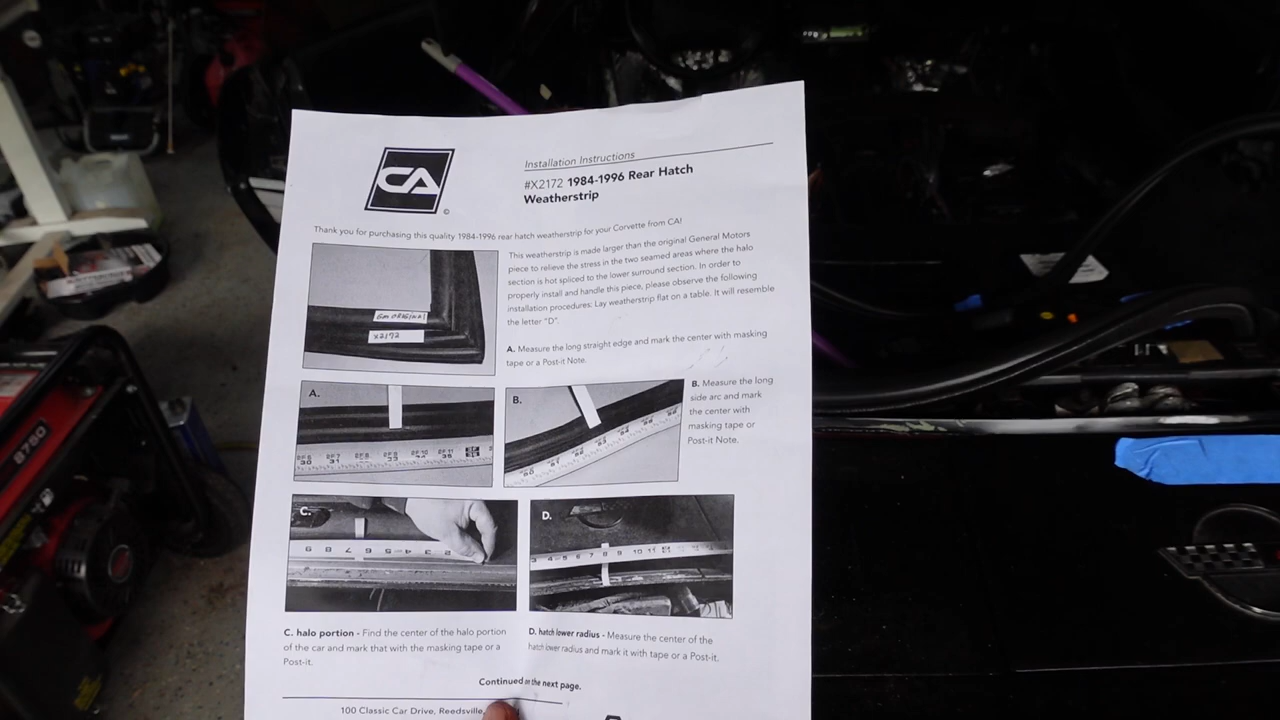 CA
©
Installation Instructions
#X2172 1984-1996 Rear Hatch
Weatherstrip
Thank you for purchasing this quality 1984-1996 rear hatch weatherstrip for your Corvette from CA!
This weatherstrip is made larger than the original General Motors
piece to relieve the stress in the two seamed areas where the halo
section is hot spliced to the lower surround section. In order to
properly install and handle this piece, please observe the following
installation procedures: Lay weatherstrip flat on a table. It will resemble
the letter "D".
GM ORIGINAL
X2172
A. Measure the long straight edge and mark the center with masking
tape or a Post-it Note.
A.
B.
B. Measure the long
side arc and mark
the center with
masking tape or
Post-it Note.
C.
D.
C. halo portion - Find the center of the halo portion
of the car and mark that with the masking tape or a
Post-it.
D. hatch lower radius - Measure the center of the
hatch lower radius and mark it with tape or a Post-it.
Continued on the next page.
100 Classic Car Drive, Reedsville,
8750